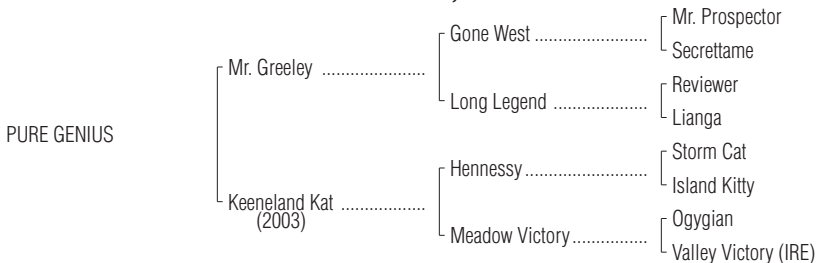 Mr. Prospector
Gone West ........................
Secrettame
Mr. Greeley ......................
Reviewer
Long Legend ....................
Lianga
PURE GENIUS
Storm Cat
Hennessy ..........................
Island Kitty
Keeneland Kat ..................
(2003)
Ogygian
Meadow Victory ................
Valley Victory (IRE)